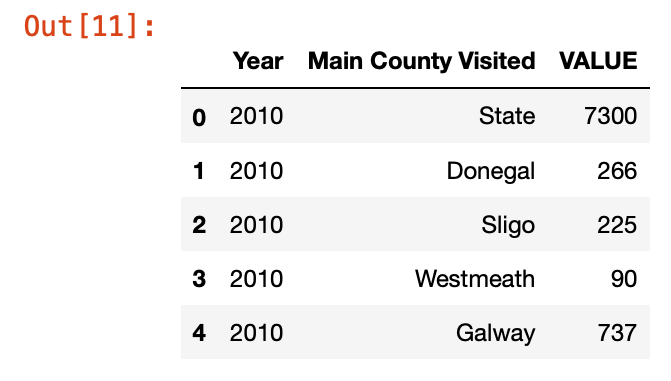 Out[11]:
Year Main County Visited VALUE
0 2010 State 7300
1 2010 Donegal 266
2 2010 Sligo 225
3 2010 Westmeath 90
4 2010 Galway 737